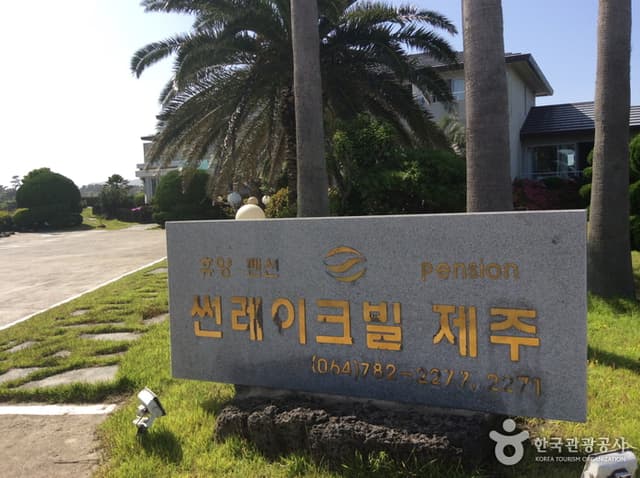 휴양 팬션 pension
썬레이크빌 제주
(064)782-2277, 2271
한국관광공사
KOREA TOURISM ORGANIZATION